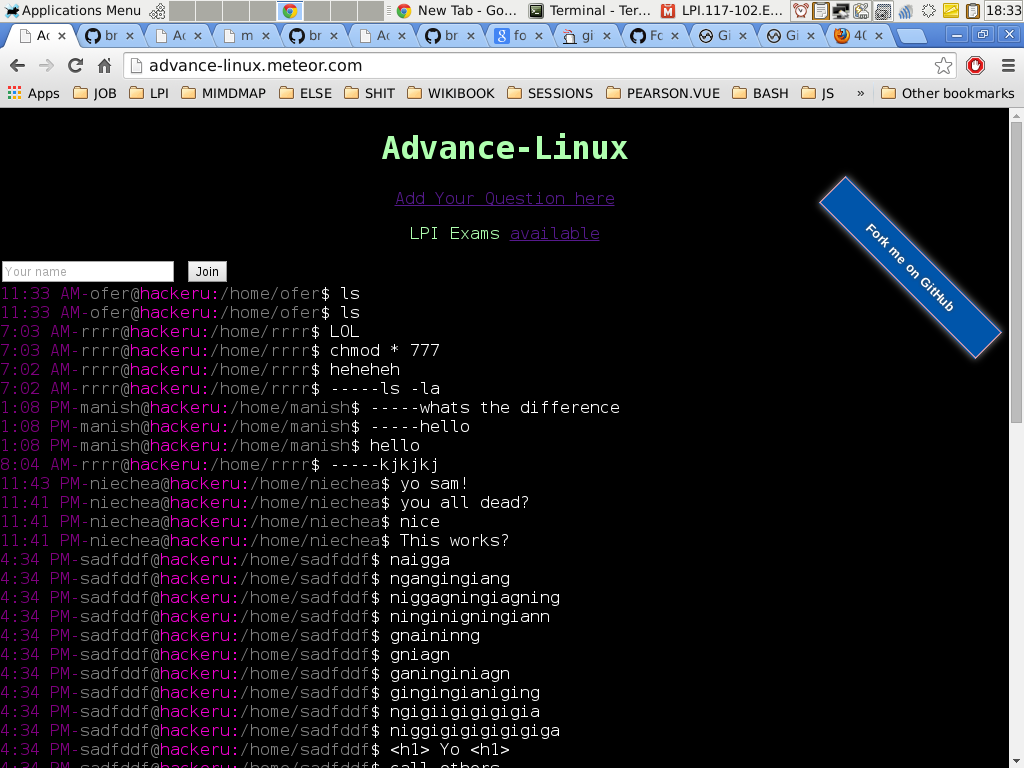 Applications Menu
New Tab - Go...
Terminal - Ter...
LPI.117-102.E...
18:33
Ac
br
Ac
m
br
Ac
br
fo
gi
Fo
Gi
Gi
40
advance-linux.meteor.com
Apps JOB LPI MIMDMAP ELSE SHIT WIKIBOOK SESSIONS PEARSON.VUE BASH JS » Other bookmarks
Advance-Linux
Add Your Question here
LPI Exams available
Fork me on GitHub
Your name Join
11:33 AM-ofer@hackeru:/home/ofer$ ls
11:33 AM-ofer@hackeru:/home/ofer$ ls
7:03 AM-rrrr@hackeru:/home/rrrr$ LOL
7:03 AM-rrrr@hackeru:/home/rrrr$ chmod * 777
7:02 AM-rrrr@hackeru:/home/rrrr$ heheheh
7:02 AM-rrrr@hackeru:/home/rrrr$ -----ls -la
1:08 PM-manish@hackeru:/home/manish$ -----whats the difference
1:08 PM-manish@hackeru:/home/manish$ -----hello
1:08 PM-manish@hackeru:/home/manish$ hello
8:04 AM-rrrr@hackeru:/home/rrrr$ -----kjkjkj
11:43 PM-niechea@hackeru:/home/niechea$ yo sam!
11:41 PM-niechea@hackeru:/home/niechea$ you all dead?
11:41 PM-niechea@hackeru:/home/niechea$ nice
11:41 PM-niechea@hackeru:/home/niechea$ This works?
4:34 PM-sadfddf@hackeru:/home/sadfddf$ naigga
4:34 PM-sadfddf@hackeru:/home/sadfddf$ ngangingiang
4:34 PM-sadfddf@hackeru:/home/sadfddf$ niggagningiagning
4:34 PM-sadfddf@hackeru:/home/sadfddf$ ninginigningiann
4:34 PM-sadfddf@hackeru:/home/sadfddf$ gnaininng
4:34 PM-sadfddf@hackeru:/home/sadfddf$ gniagn
4:34 PM-sadfddf@hackeru:/home/sadfddf$ ganinginiagn
4:34 PM-sadfddf@hackeru:/home/sadfddf$ gingingianiging
4:34 PM-sadfddf@hackeru:/home/sadfddf$ ngigiigigigigia
4:34 PM-sadfddf@hackeru:/home/sadfddf$ niggigigigigigiga
4:34 PM-sadfddf@hackeru:/home/sadfddf$ <h1> Yo <h1>
4:34 PM-sadfddf@hackeru:/home/sadfddf$ call others